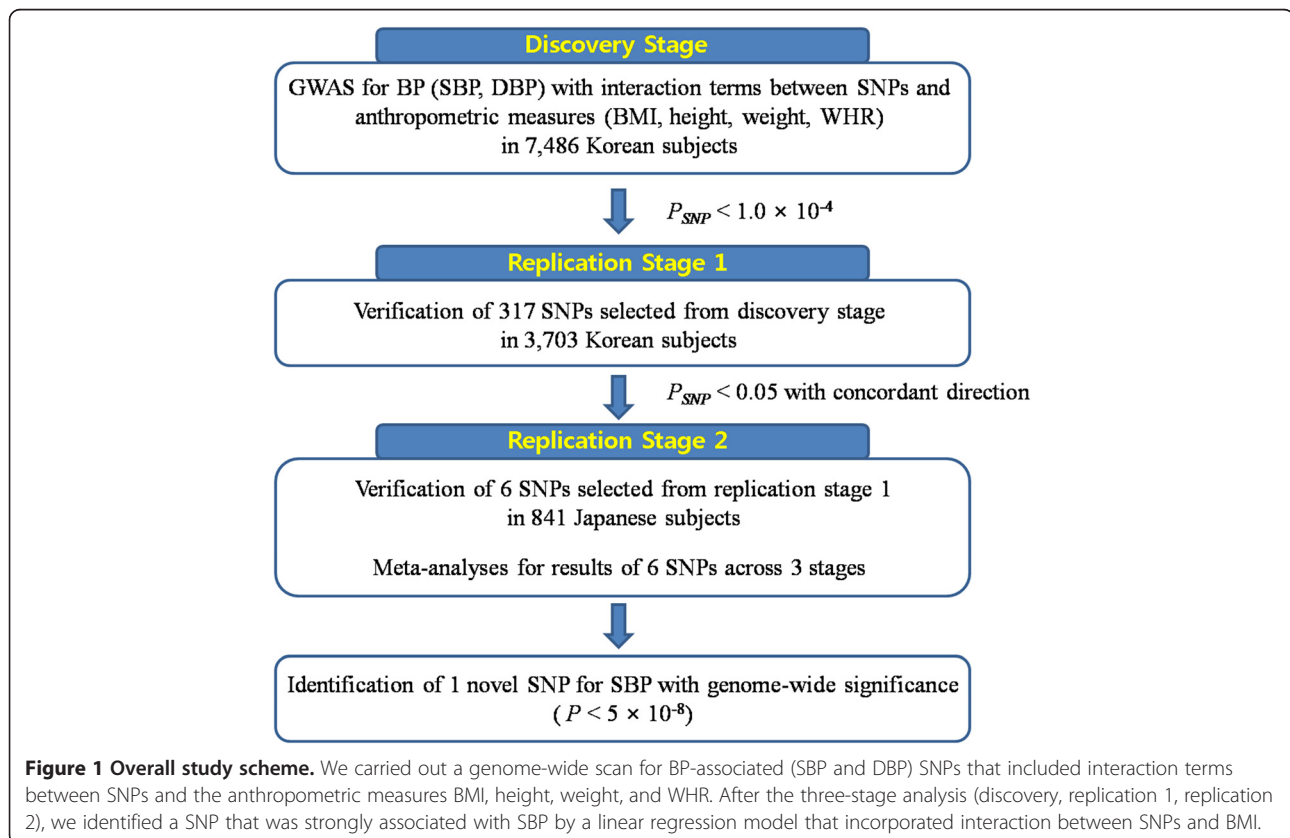 Discovery Stage
GWAS for BP (SBP, DBP) with interaction terms between SNPs and
anthropometric measures (BMI, height, weight, WHR)
in 7,486 Korean subjects
P_SNP < 1.0 × 10⁻⁴
Replication Stage 1
Verification of 317 SNPs selected from discovery stage
in 3,703 Korean subjects
P_SNP < 0.05 with concordant direction
Replication Stage 2
Verification of 6 SNPs selected from replication stage 1
in 841 Japanese subjects
Meta-analyses for results of 6 SNPs across 3 stages
Identification of 1 novel SNP for SBP with genome-wide significance
( P < 5 × 10⁻⁸)
Figure 1 Overall study scheme. We carried out a genome-wide scan for BP-associated (SBP and DBP) SNPs that included interaction terms
between SNPs and the anthropometric measures BMI, height, weight, and WHR. After the three-stage analysis (discovery, replication 1, replication
2), we identified a SNP that was strongly associated with SBP by a linear regression model that incorporated interaction between SNPs and BMI.